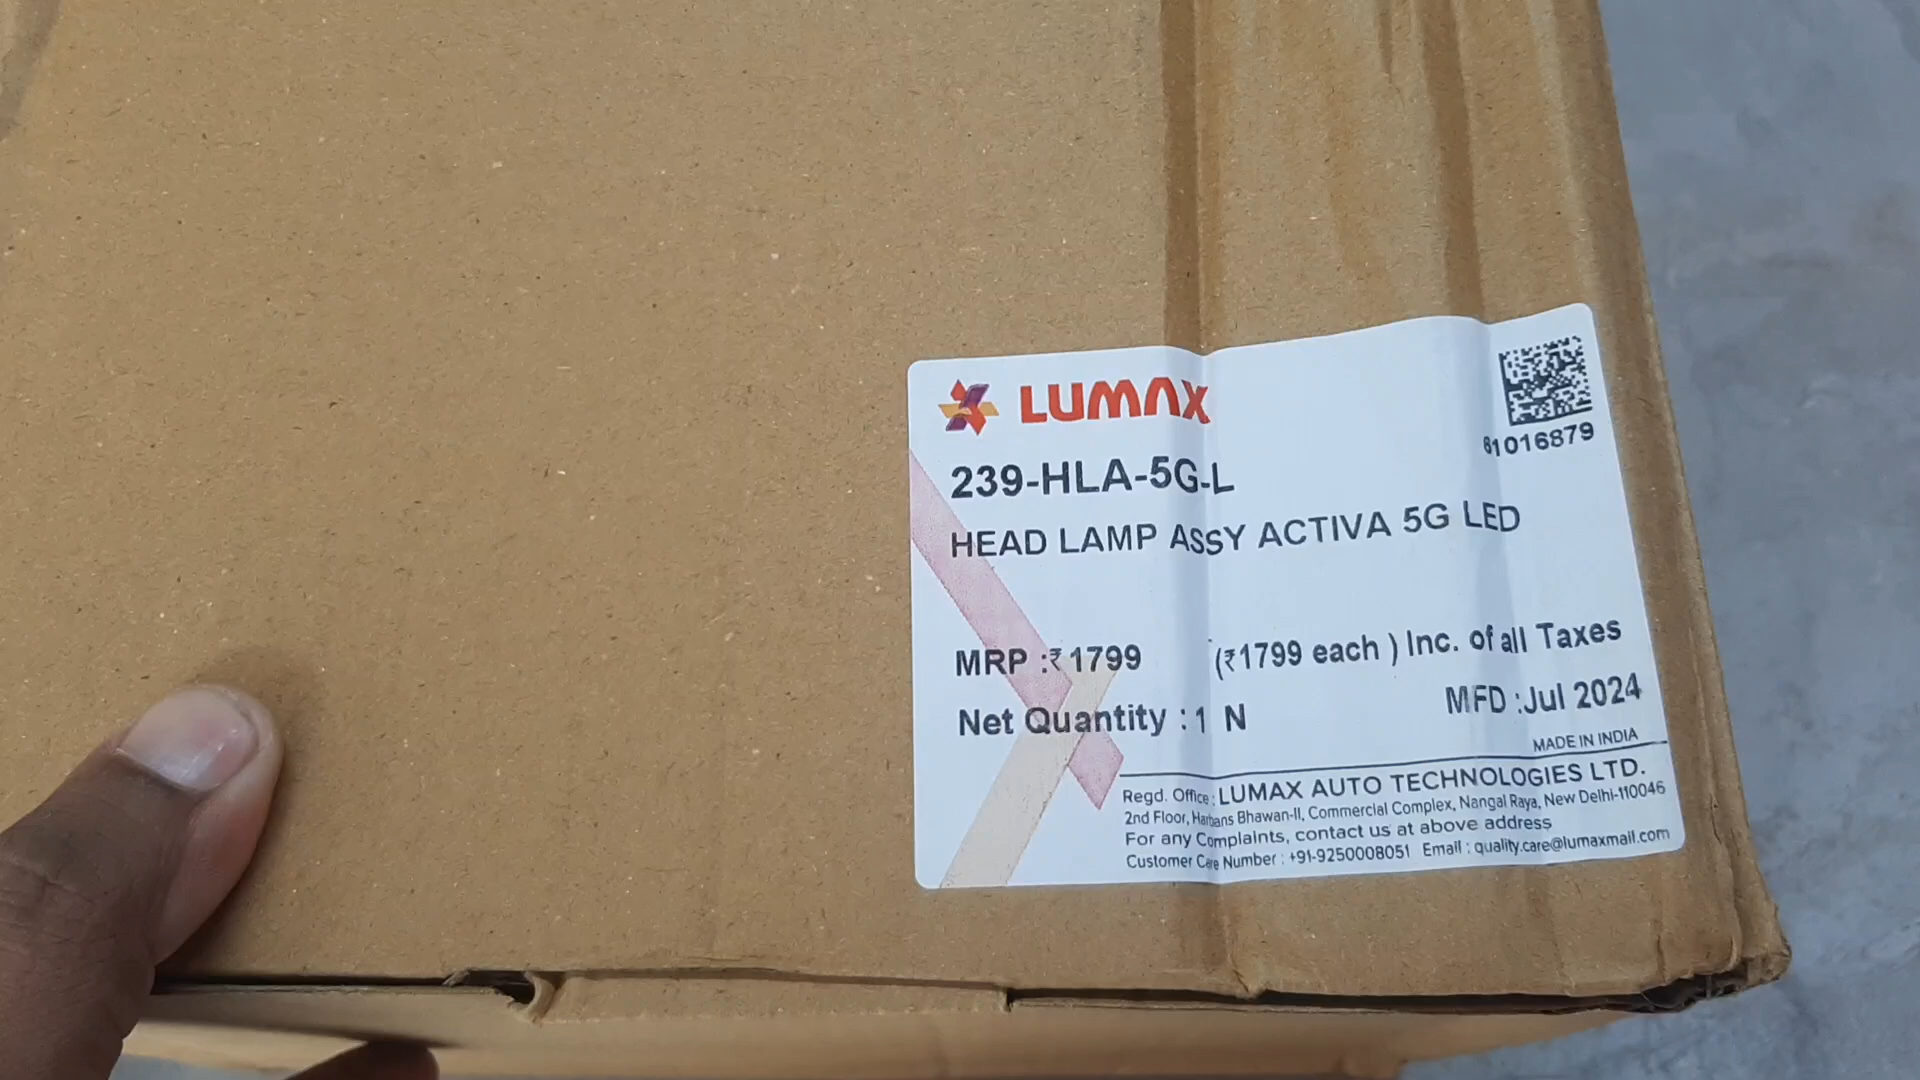 LUMAX
61016879
239-HLA-5G-L
HEAD LAMP ASSY ACTIVA 5G LED
MRP :₹1799 (₹1799 each ) Inc. of all Taxes
Net Quantity : 1 N
MFD :Jul 2024
MADE IN INDIA
Regd. Office : LUMAX AUTO TECHNOLOGIES LTD.
2nd Floor, Harbans Bhawan-II, Commercial Complex, Nangal Raya, New Delhi-110046
For any Complaints, contact us at above address
Customer Care Number : +91-9250008051 Email : quality.care@lumaxmail.com